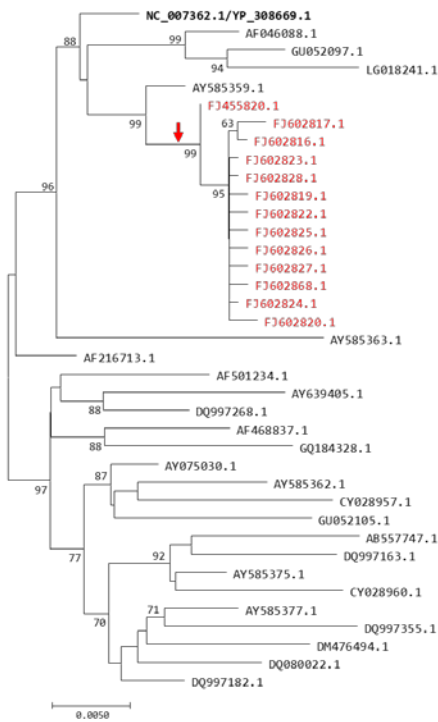 NC_007362.1/YP_308669.1
88
AF046088.1
99
GU052097.1
94
LG018241.1
AY585359.1
99
FJ455820.1
63
FJ602817.1
FJ602816.1
99
FJ602823.1
FJ602828.1
96
95
FJ602819.1
FJ602822.1
FJ602825.1
FJ602826.1
FJ602827.1
FJ602868.1
FJ602824.1
FJ602820.1
AY585363.1
AF216713.1
AF501234.1
AY639405.1
88
DQ997268.1
AF468837.1
88
GQ184328.1
AY075030.1
97
87
AY585362.1
CY028957.1
GU052105.1
AB557747.1
77
92
DQ997163.1
AY585375.1
CY028960.1
AY585377.1
71
70
DQ997355.1
DM476494.1
DQ080022.1
DQ997182.1
0.0050